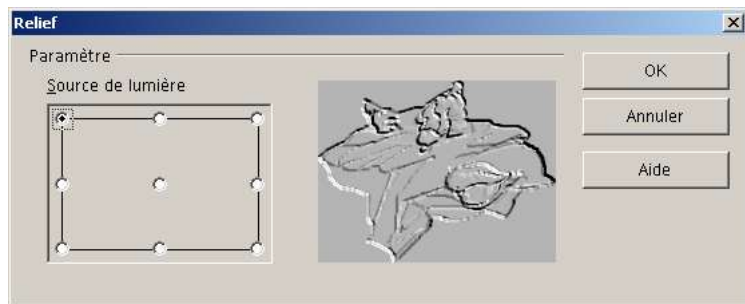 Relief
Paramètre
Source de lumière
OK
Annuler
Aide